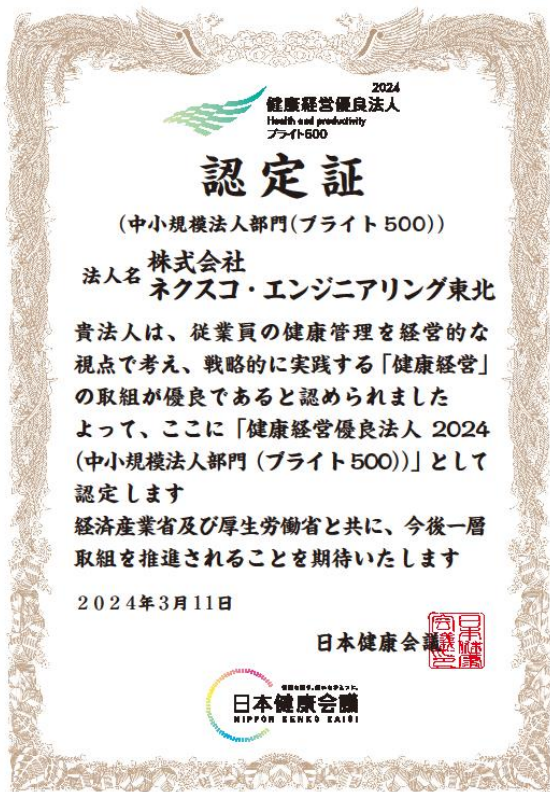 2024
健康経営優良法人
Health and productivity
ブライト500
認定証
(中小規模法人部門(ブライト500))
法人名 株式会社
ネクスコ・エンジニアリング東北
貴法人は、従業員の健康管理を経営的な
視点で考え、戦略的に実践する「健康経営」
の取組が優良であると認められました
よって、ここに「健康経営優良法人 2024
(中小規模法人部門(ブライト500))」として
認定します
経済産業省及び厚生労働省と共に、今後一層
取組を推進されることを期待いたします
2024年3月11日
日本健康会議
日本健康会議
NIPPON KENKO KAIGI